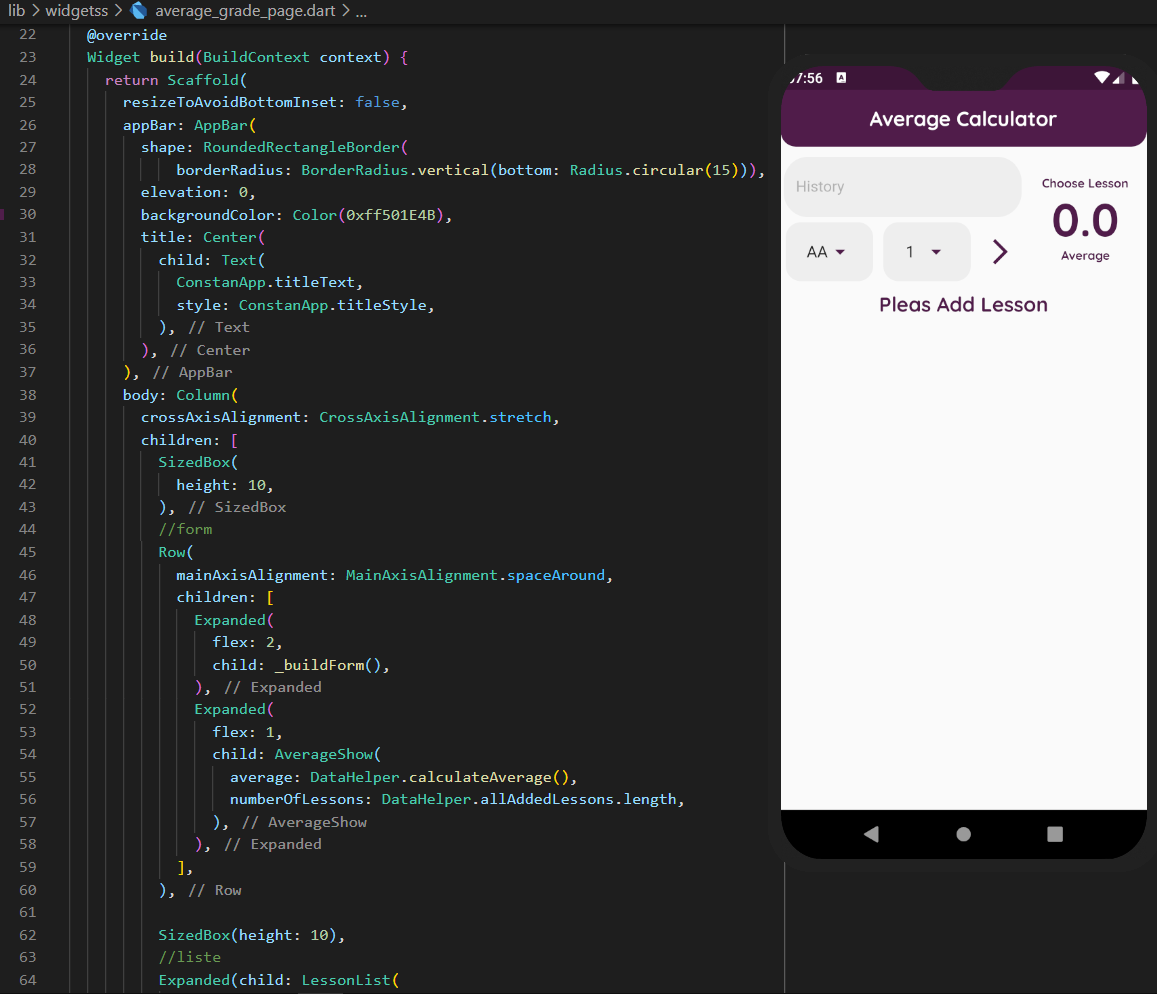 lib > widgetss > average_grade_page.dart > ...
22 @override
23 Widget build(BuildContext context) {
24 return Scaffold(
25 resizeToAvoidBottomInset: false,
26 appBar: AppBar(
27 shape: RoundedRectangleBorder(
28 borderRadius: BorderRadius.vertical(bottom: Radius.circular(15))),
29 elevation: 0,
30 backgroundColor: Color(0xff501E4B),
31 title: Center(
32 child: Text(
33 ConstanApp.titleText,
34 style: ConstanApp.titleStyle,
35 ), // Text
36 ), // Center
37 ), // AppBar
38 body: Column(
39 crossAxisAlignment: CrossAxisAlignment.stretch,
40 children: [
41 SizedBox(
42 height: 10,
43 ), // SizedBox
44 //form
45 Row(
46 mainAxisAlignment: MainAxisAlignment.spaceAround,
47 children: [
48 Expanded(
49 flex: 2,
50 child: _buildForm(),
51 ), // Expanded
52 Expanded(
53 flex: 1,
54 child: AverageShow(
55 average: DataHelper.calculateAverage(),
56 numberOfLessons: DataHelper.allAddedLessons.length,
57 ), // AverageShow
58 ), // Expanded
59 ],
60 ), // Row
61
62 SizedBox(height: 10),
63 //liste
64 Expanded(child: LessonList(
7:56 A
Average Calculator
History
Choose Lesson
0.0
Average
AA
1
Pleas Add Lesson